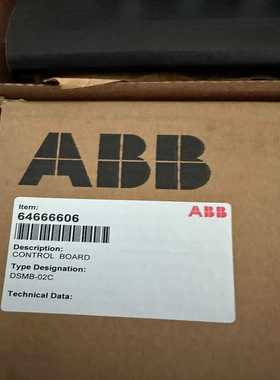 ABB
Item:
64666606
ABB
Description:
CONTROL BOARD
Type Designation:
DSMB-02C
Technical Data: